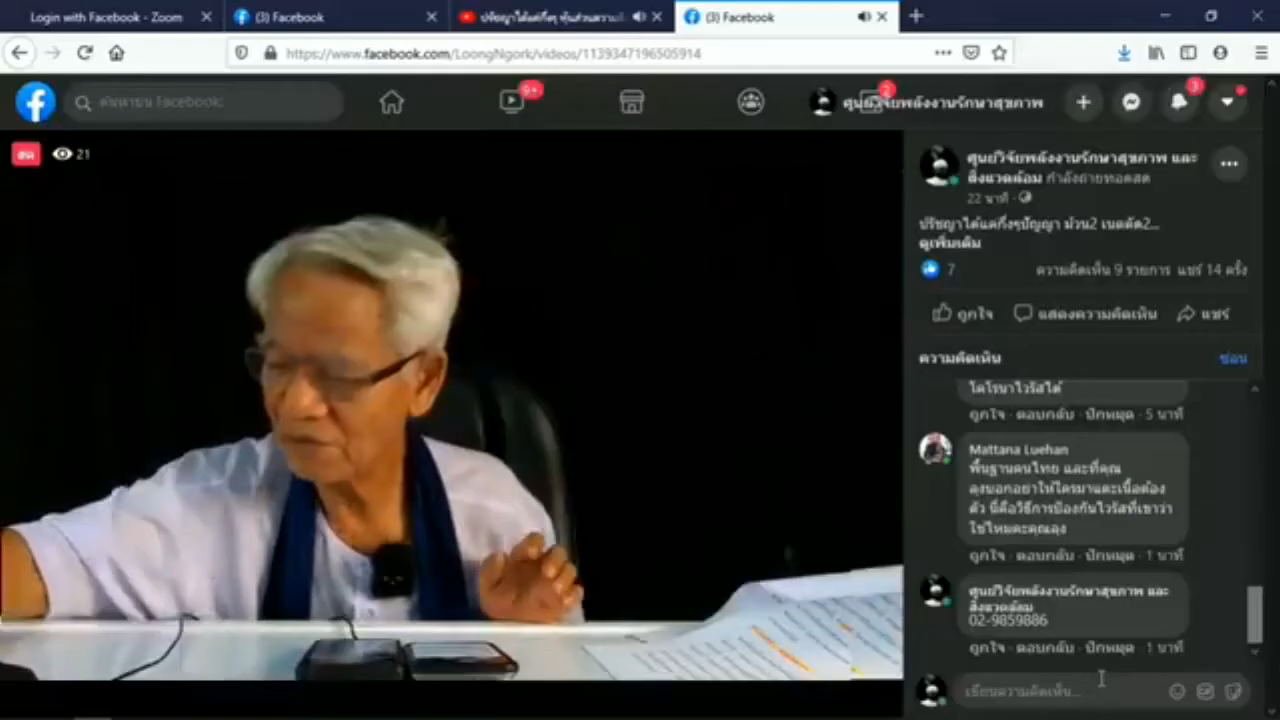 Login with Facebook - Zoom
(3) Facebook
ปรัชญาได้แค่กึ่งๆ
(3) Facebook
https://www.facebook.com/LoongNgork/videos/1139347196505914
ค้นหาบน Facebook
9+
2
ศูนย์วิจัยพลังงานรักษาสุขภาพ
3
สด
21
ศูนย์วิจัยพลังงานรักษาสุขภาพ และ
สิ่งแวดล้อม กำลังถ่ายทอดสด
22 นาที
ปรัชญาได้แค่กึ่งๆปัญญา ม้วน2 เบตตัด2...
ดูเพิ่มเติม
7
ความคิดเห็น 9 รายการ แชร์ 14 ครั้ง
ถูกใจ
แสดงความคิดเห็น
แชร์
ความคิดเห็น
ซ่อน
โคโรนาไวรัสได้
ถูกใจ · ตอบกลับ · ปักหมุด · 5 นาที
Mattana Luehan
พื้นฐานคนไทย และที่คุณ
ลุงบอกอย่าให้ใครมาแตะเนื้อต้อง
ตัว นี่คือวิธีการป้องกันไวรัสที่เขาว่า
ใช่ไหมคะคุณลุง
ถูกใจ · ตอบกลับ · ปักหมุด · 1 นาที
ศูนย์วิจัยพลังงานรักษาสุขภาพ และ
สิ่งแวดล้อม
02-9859886
ถูกใจ · ตอบกลับ · ปักหมุด · 1 นาที
เขียนความคิดเห็น...